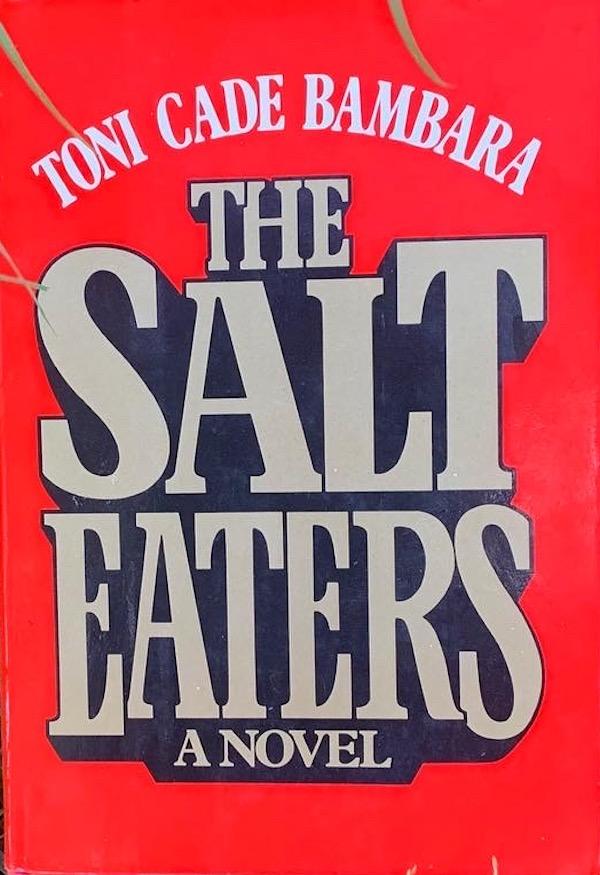 TONI CADE BAMBARA
THE
SALT
EATERS
A NOVEL